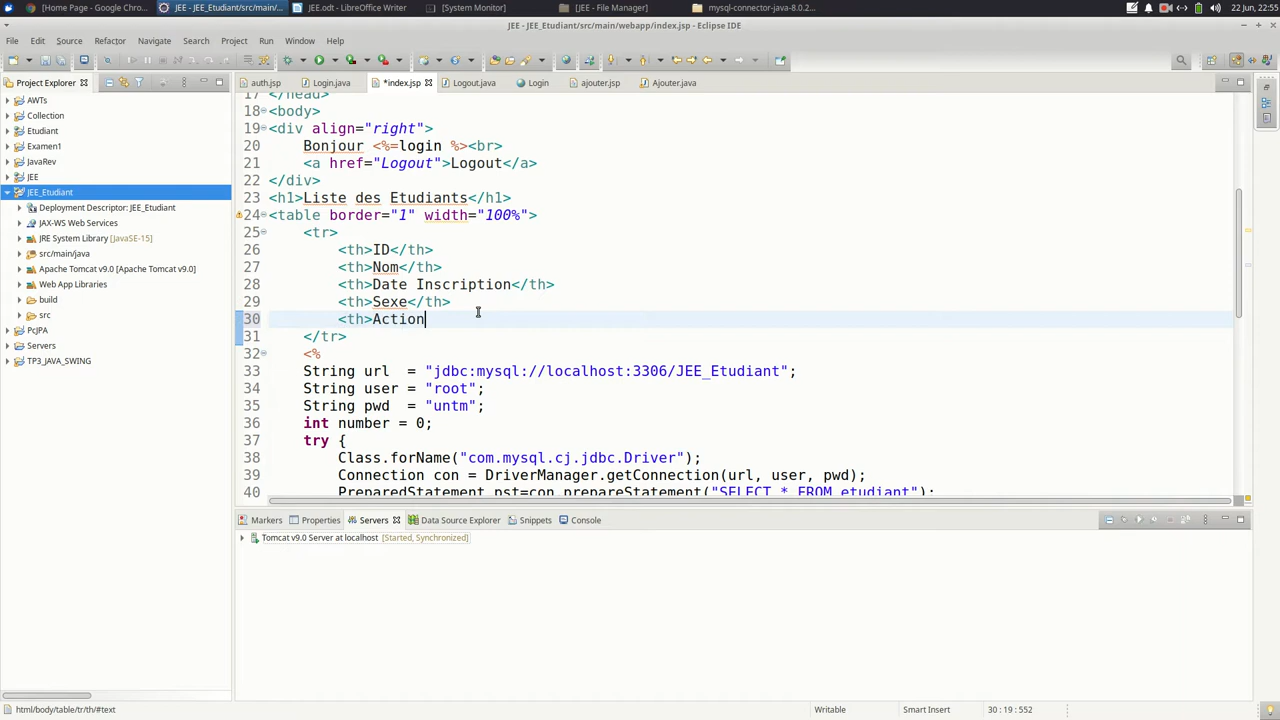 [Home Page - Google Chro...
JEE - JEE_Etudiant/src/main/...
JEE.odt - LibreOffice Writer
[System Monitor]
[JEE - File Manager]
mysql-connector-java-8.0.2...
22 Jun, 22:55
JEE - JEE_Etudiant/src/main/webapp/index.jsp - Eclipse IDE
File Edit Source Refactor Navigate Search Project Run Window Help
Project Explorer
auth.jsp Login.java *index.jsp Logout.java Login ajouter.jsp Ajouter.java
AWTs
Collection
Etudiant
Examen1
JavaRev
JEE
JEE_Etudiant
Deployment Descriptor: JEE_Etudiant
JAX-WS Web Services
JRE System Library [JavaSE-15]
src/main/java
Apache Tomcat v9.0 [Apache Tomcat v9.0]
Web App Libraries
build
src
PcJPA
Servers
TP3_JAVA_SWING
17 </head>
18 <body>
19 <div align="right">
20 Bonjour <%=login %><br>
21 <a href="Logout">Logout</a>
22 </div>
23 <h1>Liste des Etudiants</h1>
24 <table border="1" width="100%">
25 <tr>
26 <th>ID</th>
27 <th>Nom</th>
28 <th>Date Inscription</th>
29 <th>Sexe</th>
30 <th>Action
31 </tr>
32 <%
33 String url = "jdbc:mysql://localhost:3306/JEE_Etudiant";
34 String user = "root";
35 String pwd = "untm";
36 int number = 0;
37 try {
38 Class.forName("com.mysql.cj.jdbc.Driver");
39 Connection con = DriverManager.getConnection(url, user, pwd);
40 PreparedStatement pst=con.prepareStatement("SELECT * FROM etudiant");
Markers Properties Servers Data Source Explorer Snippets Console
Tomcat v9.0 Server at localhost [Started, Synchronized]
html/body/table/tr/th/#text
Writable
Smart Insert
30 : 19 : 552